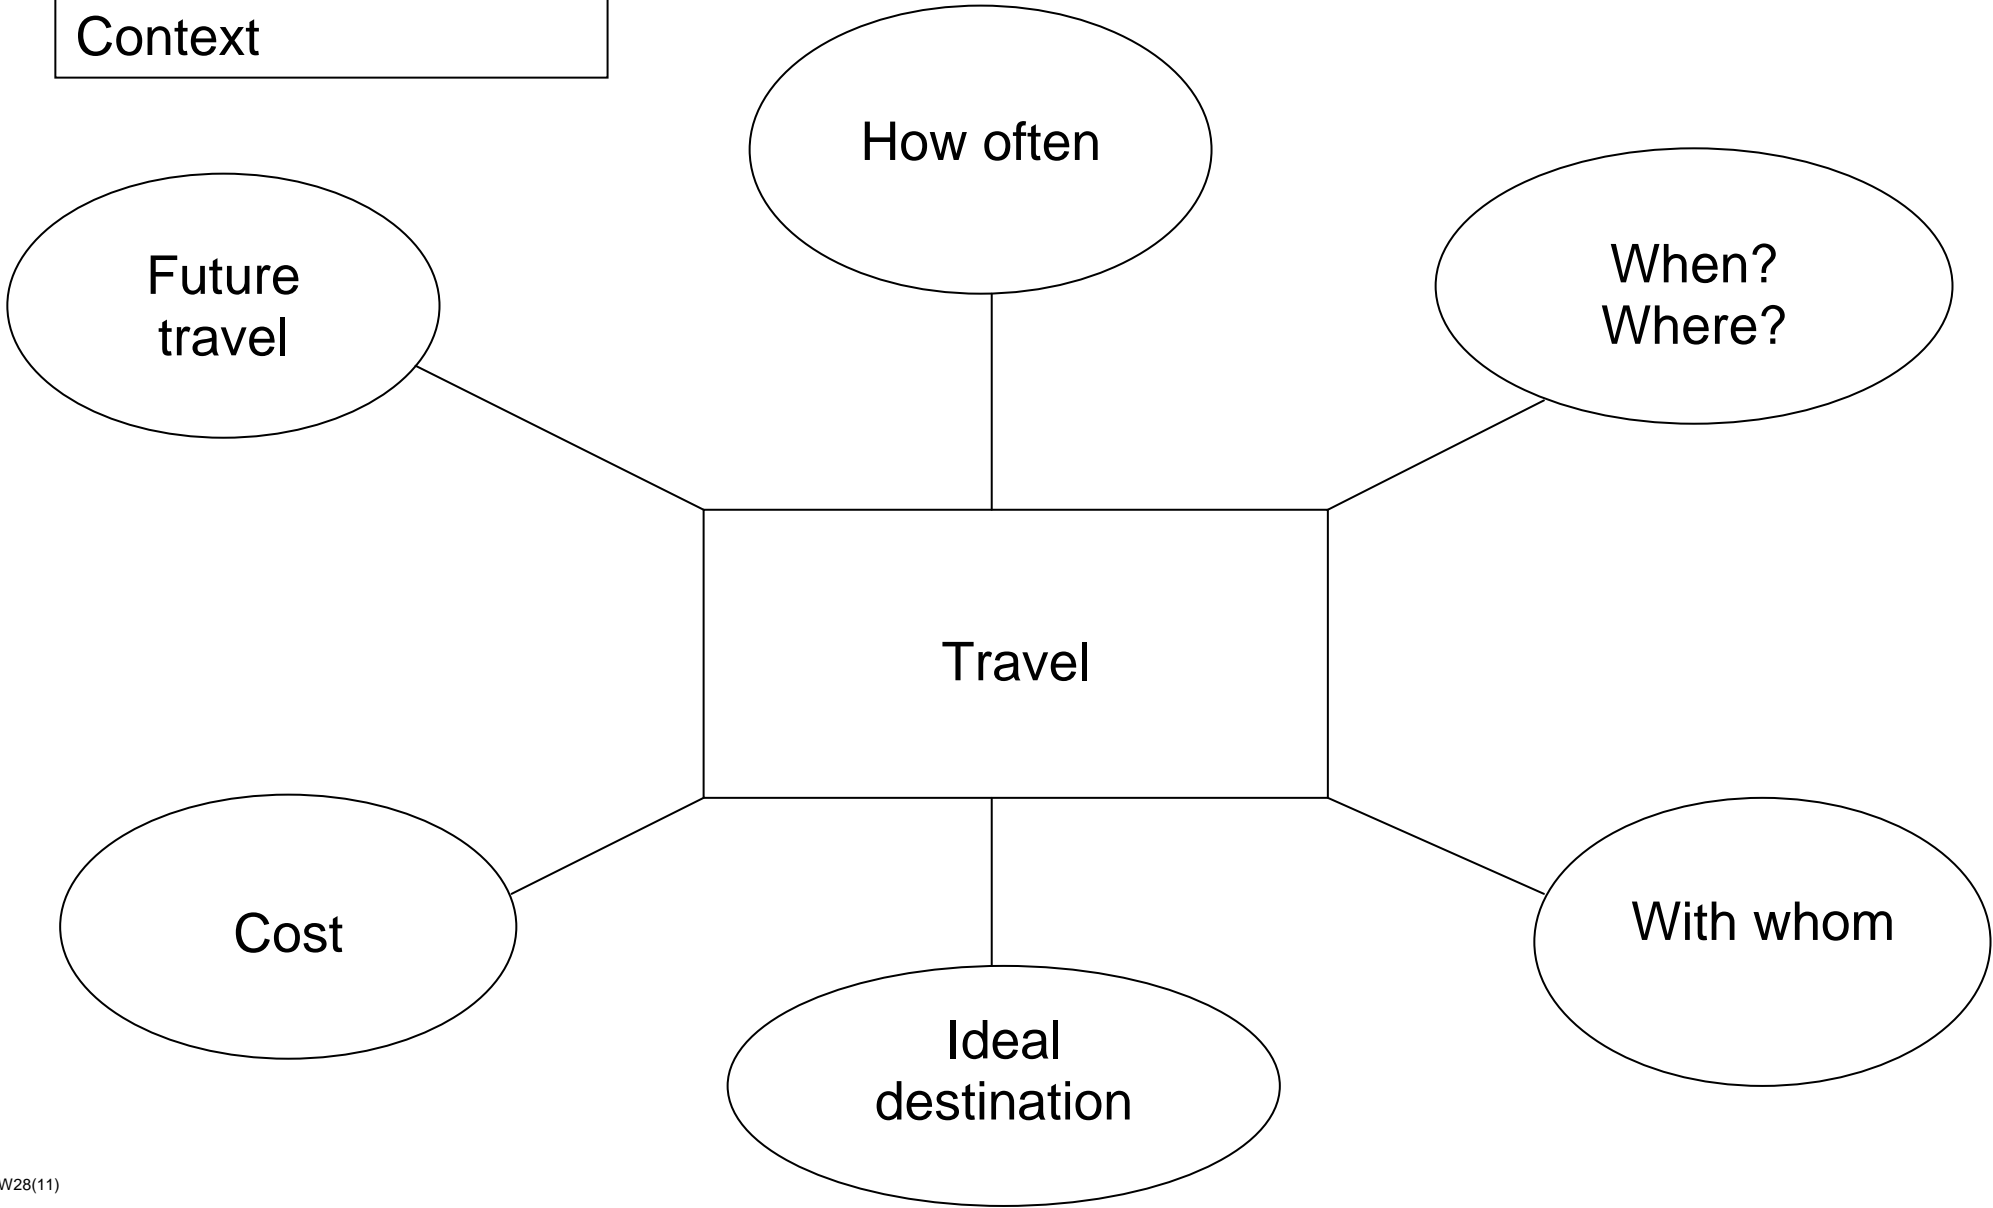 Context
How often
Future
travel
When?
Where?
Travel
Cost
With whom
Ideal
destination
W28(11)